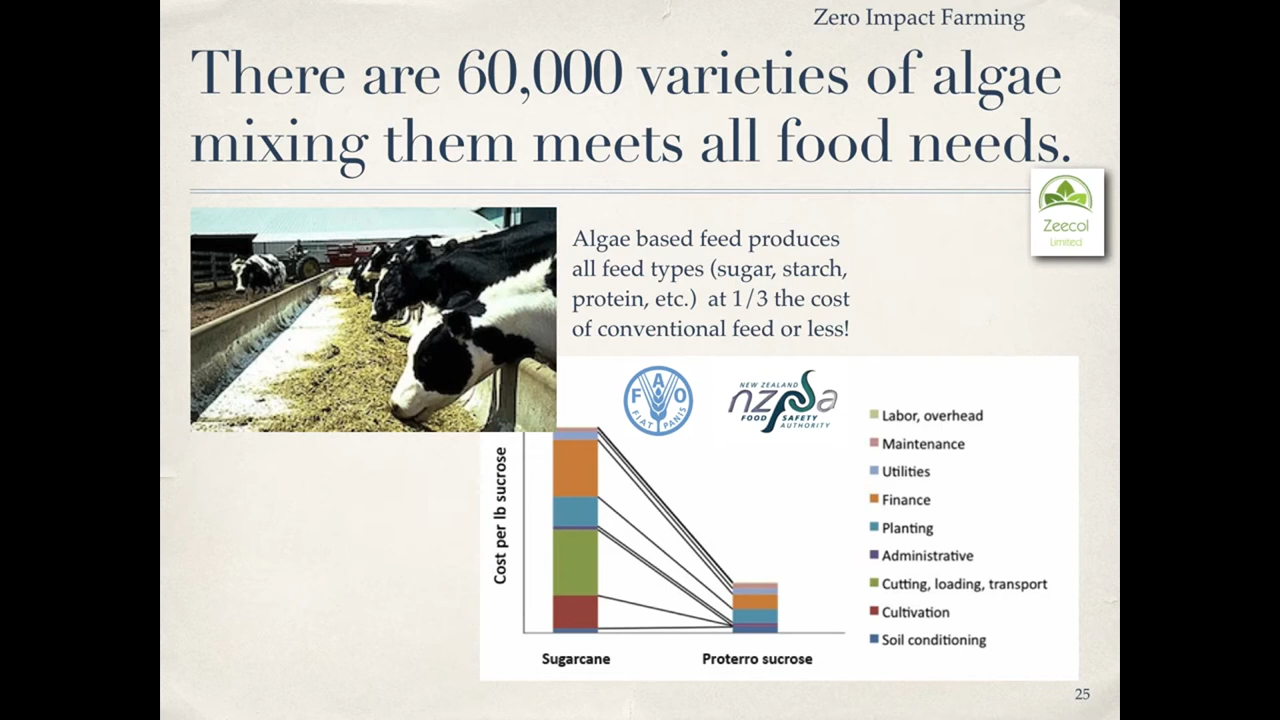 Zero Impact Farming
There are 60,000 varieties of algae
mixing them meets all food needs.
Zeecol
Limited
Algae based feed produces
all feed types (sugar, starch,
protein, etc.) at 1/3 the cost
of conventional feed or less!
F A O
FIAT PANIS
NEW ZEALAND
nzfsa
FOOD SAFETY
AUTHORITY
Cost per lb sucrose
Sugarcane
Proterro sucrose
Labor, overhead
Maintenance
Utilities
Finance
Planting
Administrative
Cutting, loading, transport
Cultivation
Soil conditioning
25